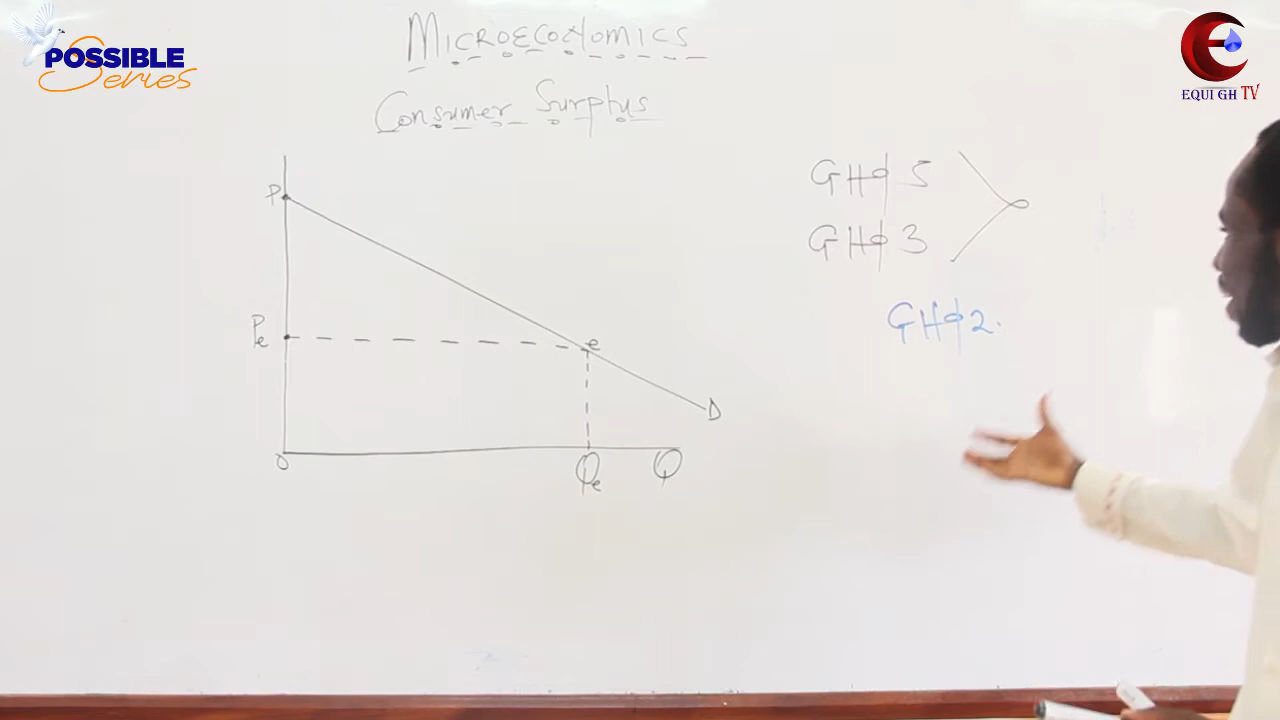 POSSIBLE
Series
EQUI GH TV
Microeconomics
Consumer Surplus
P
Pe
e
D
O
Qe
Q
GH₵ 5
GH₵ 3
GH₵ 2.